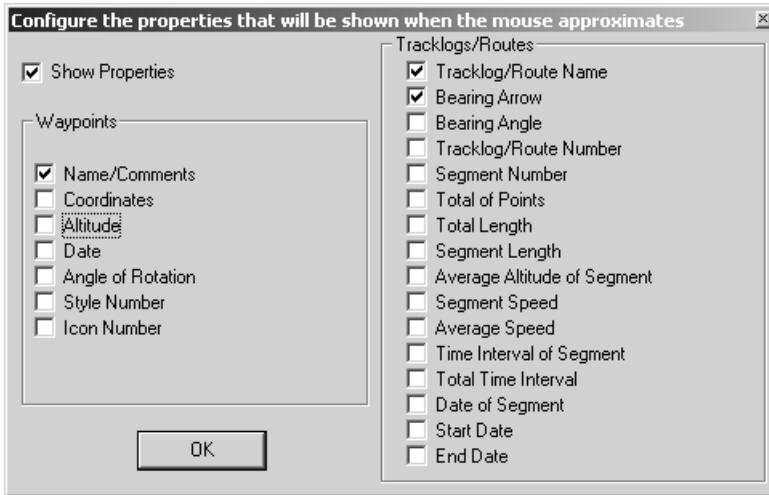 Configure the properties that will be shown when the mouse approximates
Show Properties
Waypoints
Name/Comments
Coordinates
Altitude
Date
Angle of Rotation
Style Number
Icon Number
OK
Tracklogs/Routes
Tracklog/Route Name
Bearing Arrow
Bearing Angle
Tracklog/Route Number
Segment Number
Total of Points
Total Length
Segment Length
Average Altitude of Segment
Segment Speed
Average Speed
Time Interval of Segment
Total Time Interval
Date of Segment
Start Date
End Date